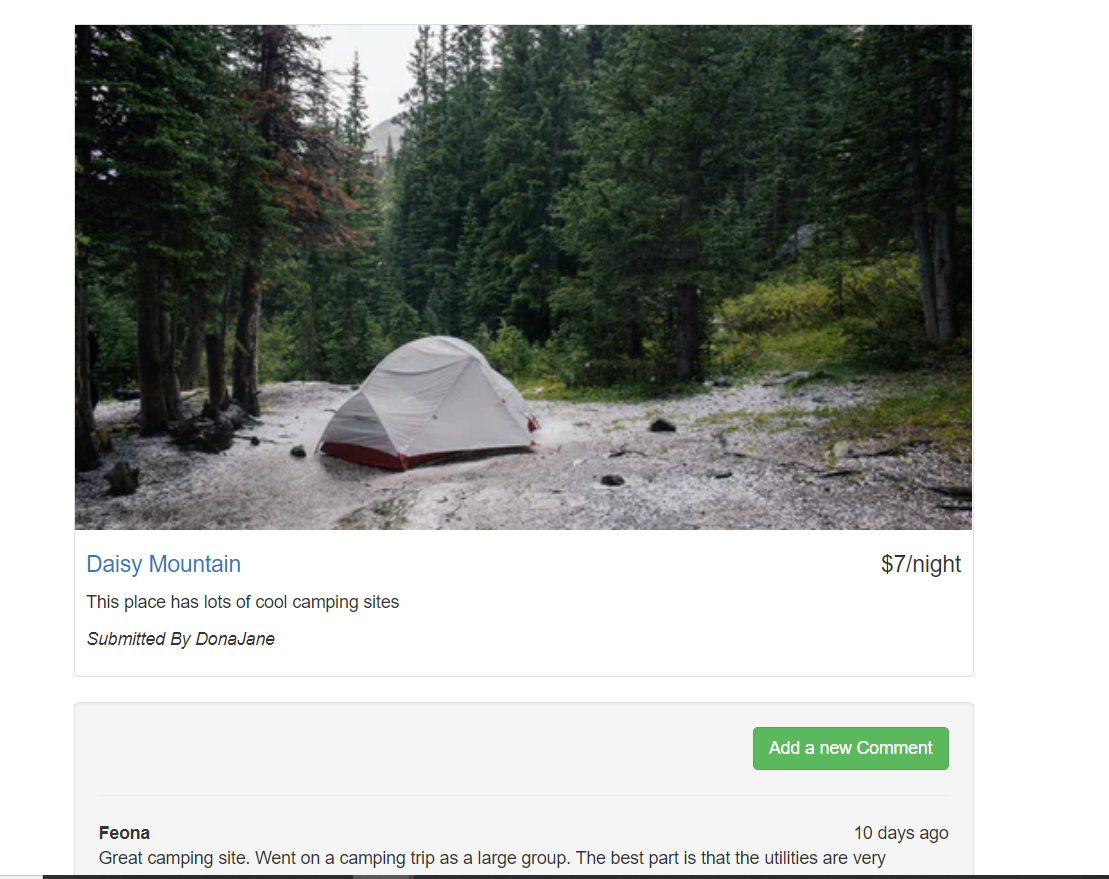 Daisy Mountain
$7/night
This place has lots of cool camping sites
Submitted By DonaJane
Add a new Comment
Feona
10 days ago
Great camping site. Went on a camping trip as a large group. The best part is that the utilities are very